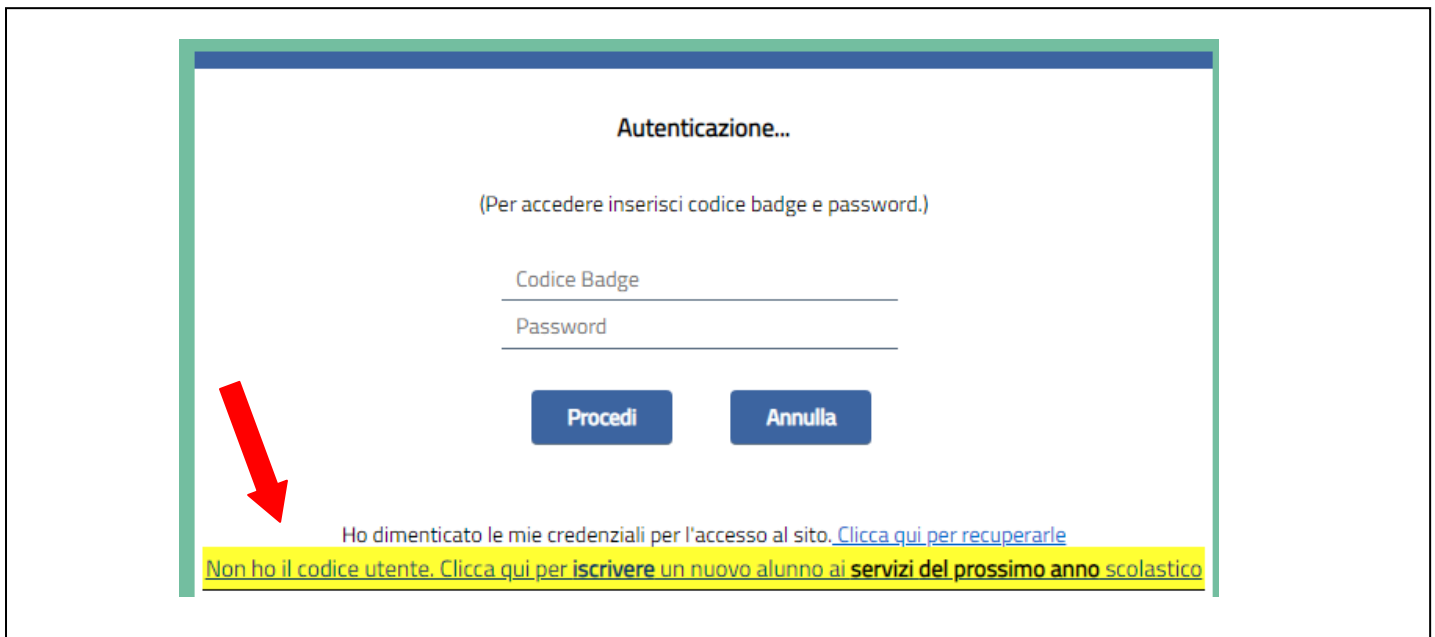 Autenticazione...
(Per accedere inserisci codice badge e password.)
Codice Badge
Password
Procedi Annulla
Ho dimenticato le mie credenziali per l'accesso al sito. Clicca qui per recuperarle
Non ho il codice utente. Clicca qui per iscrivere un nuovo alunno ai servizi del prossimo anno scolastico